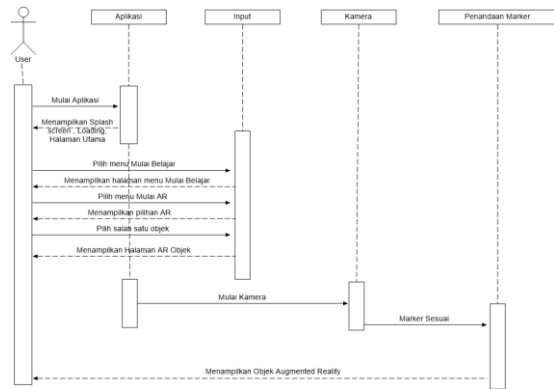 Aplikasi
Input
Kamera
Penandaan Marker
User
Mulai Aplikasi
Menampilkan Splash
screen , Loading,
Halaman Utama
Pilih menu Mulai Belajar
Menampilkan halaman menu Mulai Belajar
Pilih menu Mulai AR
Menampilkan pilihan AR
Pilih salah satu objek
Menampilkan Halaman AR Objek
Mulai Kamera
Marker Sesuai
Menampilkan Objek Augmented Reality